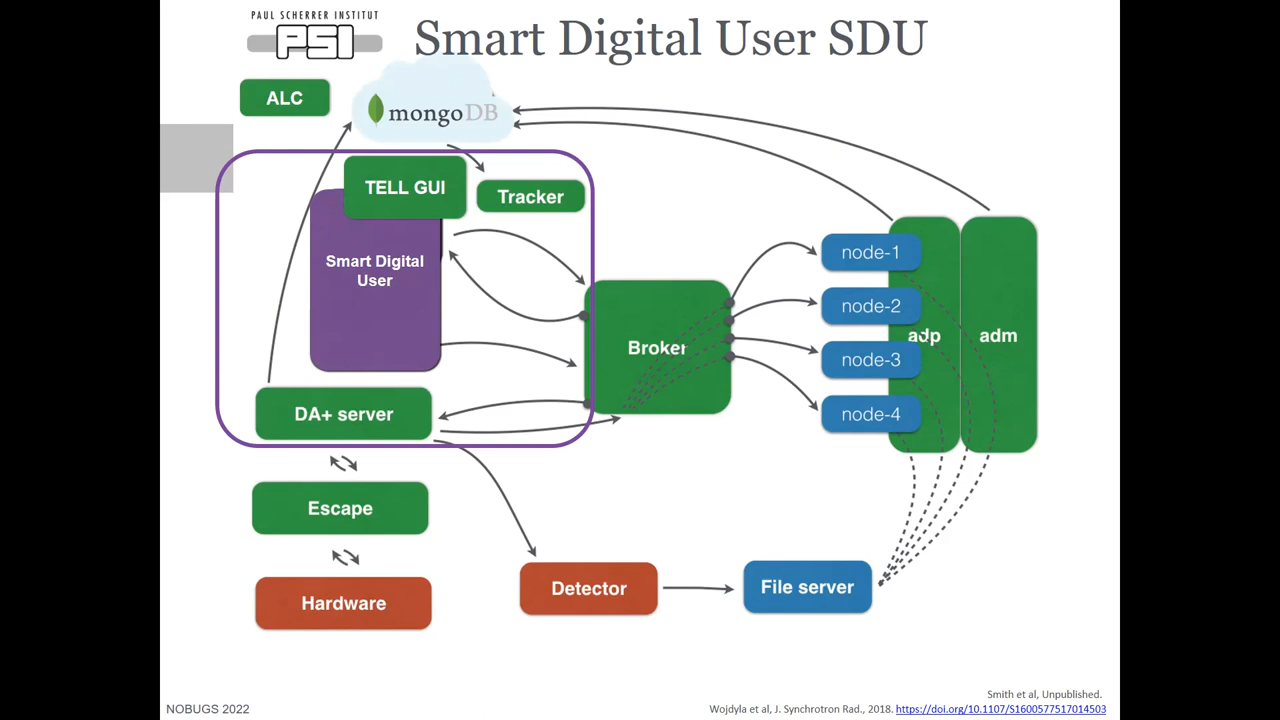 PAUL SCHERRER INSTITUT
PSI
Smart Digital User SDU
ALC
mongoDB
TELL GUI
Tracker
Smart Digital
User
Broker
DA+ server
node-1
node-2
node-3
node-4
adp
adm
Escape
Hardware
Detector
File server
Smith et al, Unpublished.
Wojdyla et al, J. Synchrotron Rad., 2018. https://doi.org/10.1107/S1600577517014503
NOBUGS 2022